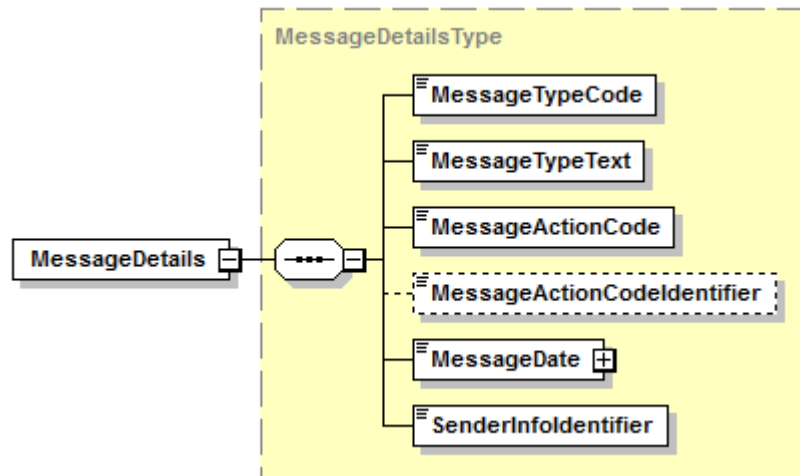 MessageDetailsType
MessageTypeCode
MessageTypeText
MessageActionCode
MessageDetails
MessageActionCodeIdentifier
MessageDate
SenderInfoIdentifier